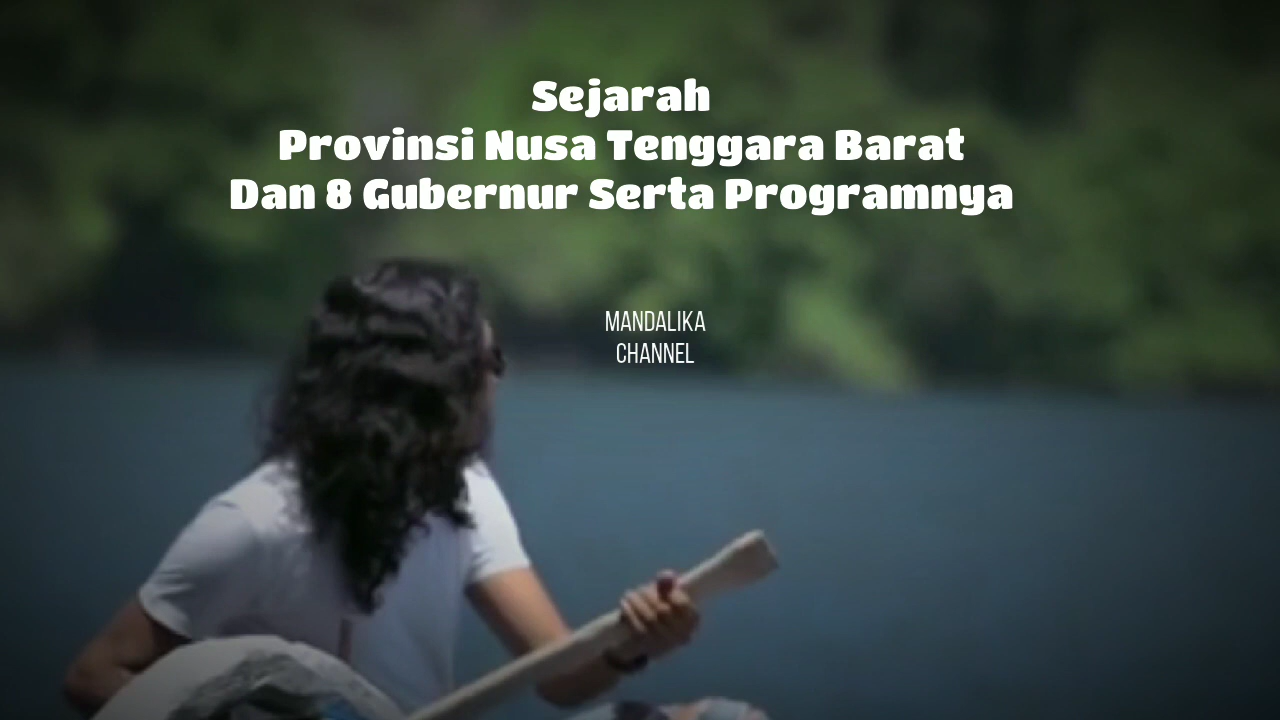 Sejarah
Provinsi Nusa Tenggara Barat
Dan 8 Gubernur Serta Programnya
MANDALIKA
CHANNEL